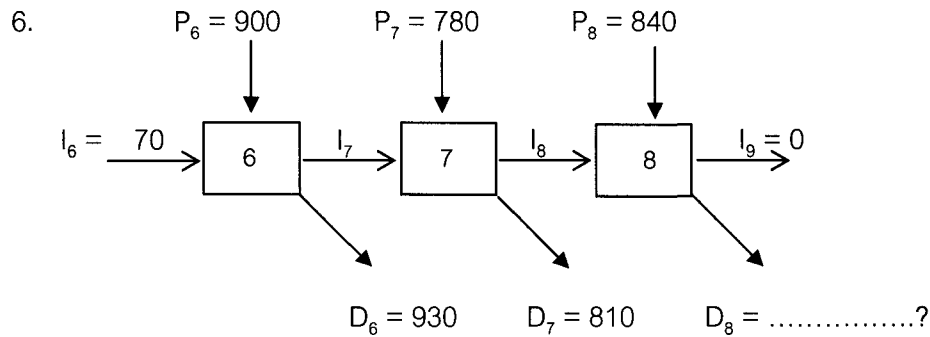 6.
P₆ = 900 P₇ = 780 P₈ = 840
I₆ = 70 6 I₇ 7 I₈ 8 I₉ = 0
D₆ = 930 D₇ = 810 D₈ = ................?